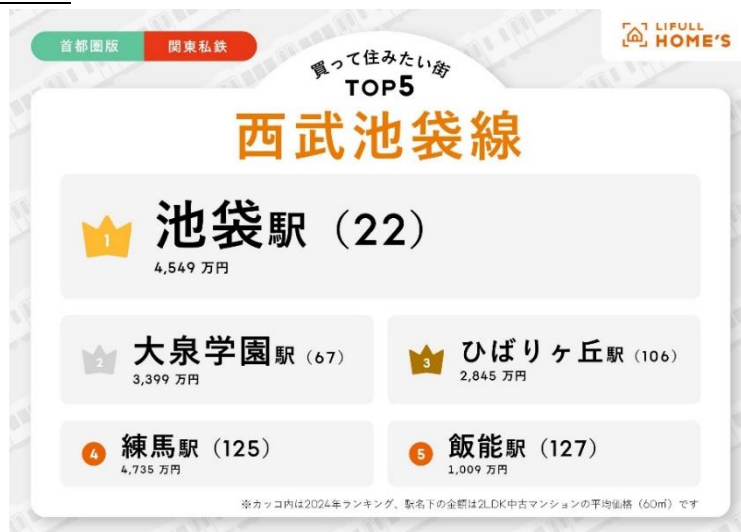 首都圏版
関東私鉄
LIFULL
HOME'S
買って住みたい街
TOP5
西武池袋線
1
池袋駅（22）
4,549 万円
2
大泉学園駅（67）
3,399 万円
3
ひばりヶ丘駅（106）
2,845 万円
4
練馬駅（125）
4,735 万円
5
飯能駅（127）
1,009 万円
※カッコ内は2024年ランキング、駅名下の金額は2LDK中古マンションの平均価格（60㎡）です